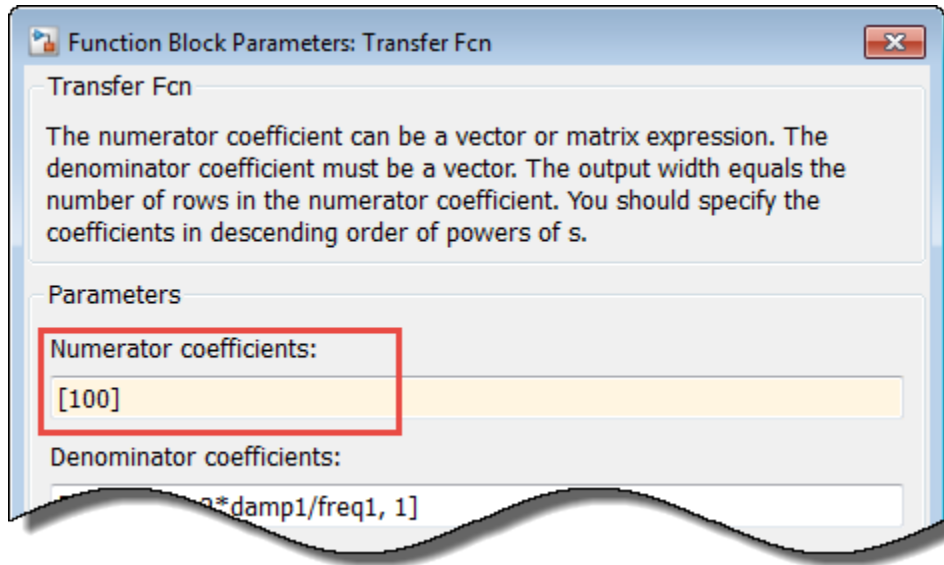 Function Block Parameters: Transfer Fcn
Transfer Fcn
The numerator coefficient can be a vector or matrix expression. The
denominator coefficient must be a vector. The output width equals the
number of rows in the numerator coefficient. You should specify the
coefficients in descending order of powers of s.
Parameters
Numerator coefficients:
[100]
Denominator coefficients:
*damp1/freq1, 1]